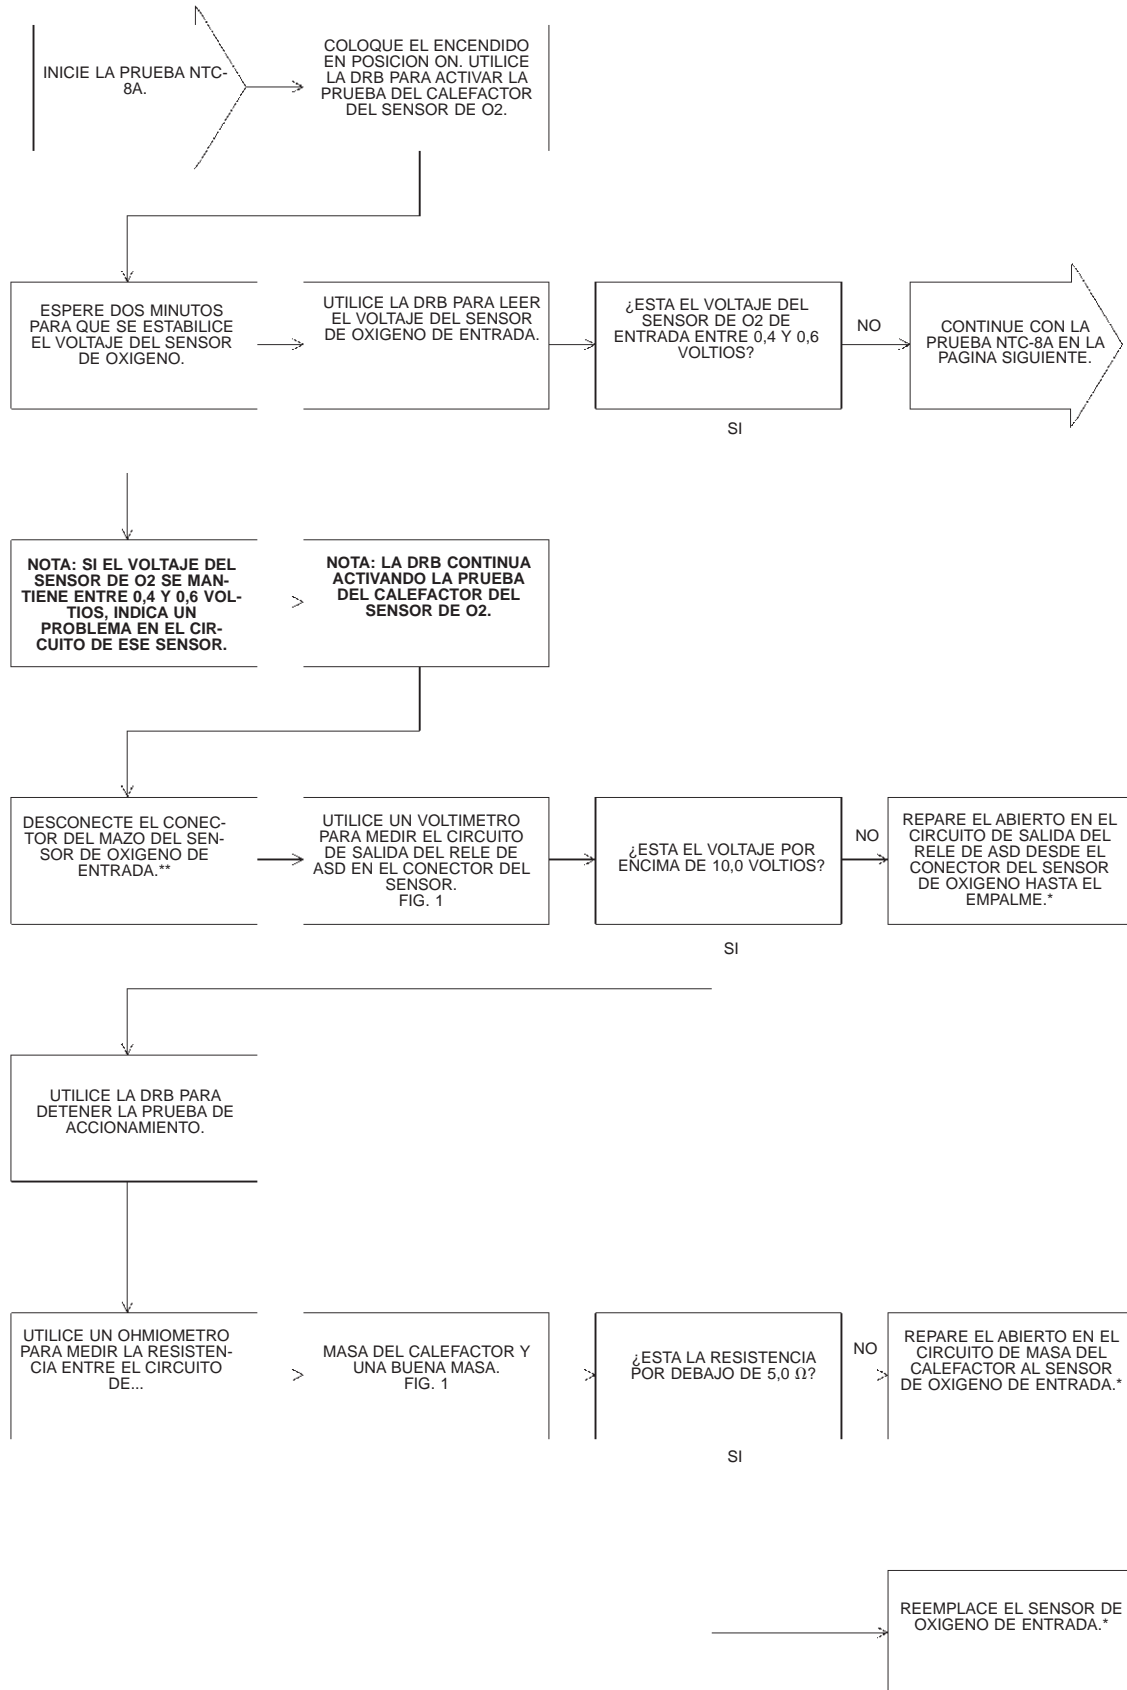 INICIE LA PRUEBA NTC-
8A.
COLOQUE EL ENCENDIDO
EN POSICION ON. UTILICE
LA DRB PARA ACTIVAR LA
PRUEBA DEL CALEFACTOR
DEL SENSOR DE O2.
ESPERE DOS MINUTOS
PARA QUE SE ESTABILICE
EL VOLTAJE DEL SENSOR
DE OXIGENO.
UTILICE LA DRB PARA LEER
EL VOLTAJE DEL SENSOR
DE OXIGENO DE ENTRADA.
¿ESTA EL VOLTAJE DEL
SENSOR DE O2 DE
ENTRADA ENTRE 0,4 Y 0,6
VOLTIOS?
NO
CONTINUE CON LA
PRUEBA NTC-8A EN LA
PAGINA SIGUIENTE.
SI
NOTA: SI EL VOLTAJE DEL
SENSOR DE O2 SE MAN-
TIENE ENTRE 0,4 Y 0,6 VOL-
TIOS, INDICA UN
PROBLEMA EN EL CIR-
CUITO DE ESE SENSOR.
NOTA: LA DRB CONTINUA
ACTIVANDO LA PRUEBA
DEL CALEFACTOR DEL
SENSOR DE O2.
DESCONECTE EL CONEC-
TOR DEL MAZO DEL SEN-
SOR DE OXIGENO DE
ENTRADA.**
UTILICE UN VOLTIMETRO
PARA MEDIR EL CIRCUITO
DE SALIDA DEL RELE DE
ASD EN EL CONECTOR DEL
SENSOR.
FIG. 1
¿ESTA EL VOLTAJE POR
ENCIMA DE 10,0 VOLTIOS?
NO
REPARE EL ABIERTO EN EL
CIRCUITO DE SALIDA DEL
RELE DE ASD DESDE EL
CONECTOR DEL SENSOR
DE OXIGENO HASTA EL
EMPALME.*
SI
UTILICE LA DRB PARA
DETENER LA PRUEBA DE
ACCIONAMIENTO.
UTILICE UN OHMIOMETRO
PARA MEDIR LA RESISTEN-
CIA ENTRE EL CIRCUITO
DE...
MASA DEL CALEFACTOR Y
UNA BUENA MASA.
FIG. 1
¿ESTA LA RESISTENCIA
POR DEBAJO DE 5,0 Ω?
NO
REPARE EL ABIERTO EN EL
CIRCUITO DE MASA DEL
CALEFACTOR AL SENSOR
DE OXIGENO DE ENTRADA.*
SI
REEMPLACE EL SENSOR DE
OXIGENO DE ENTRADA.*